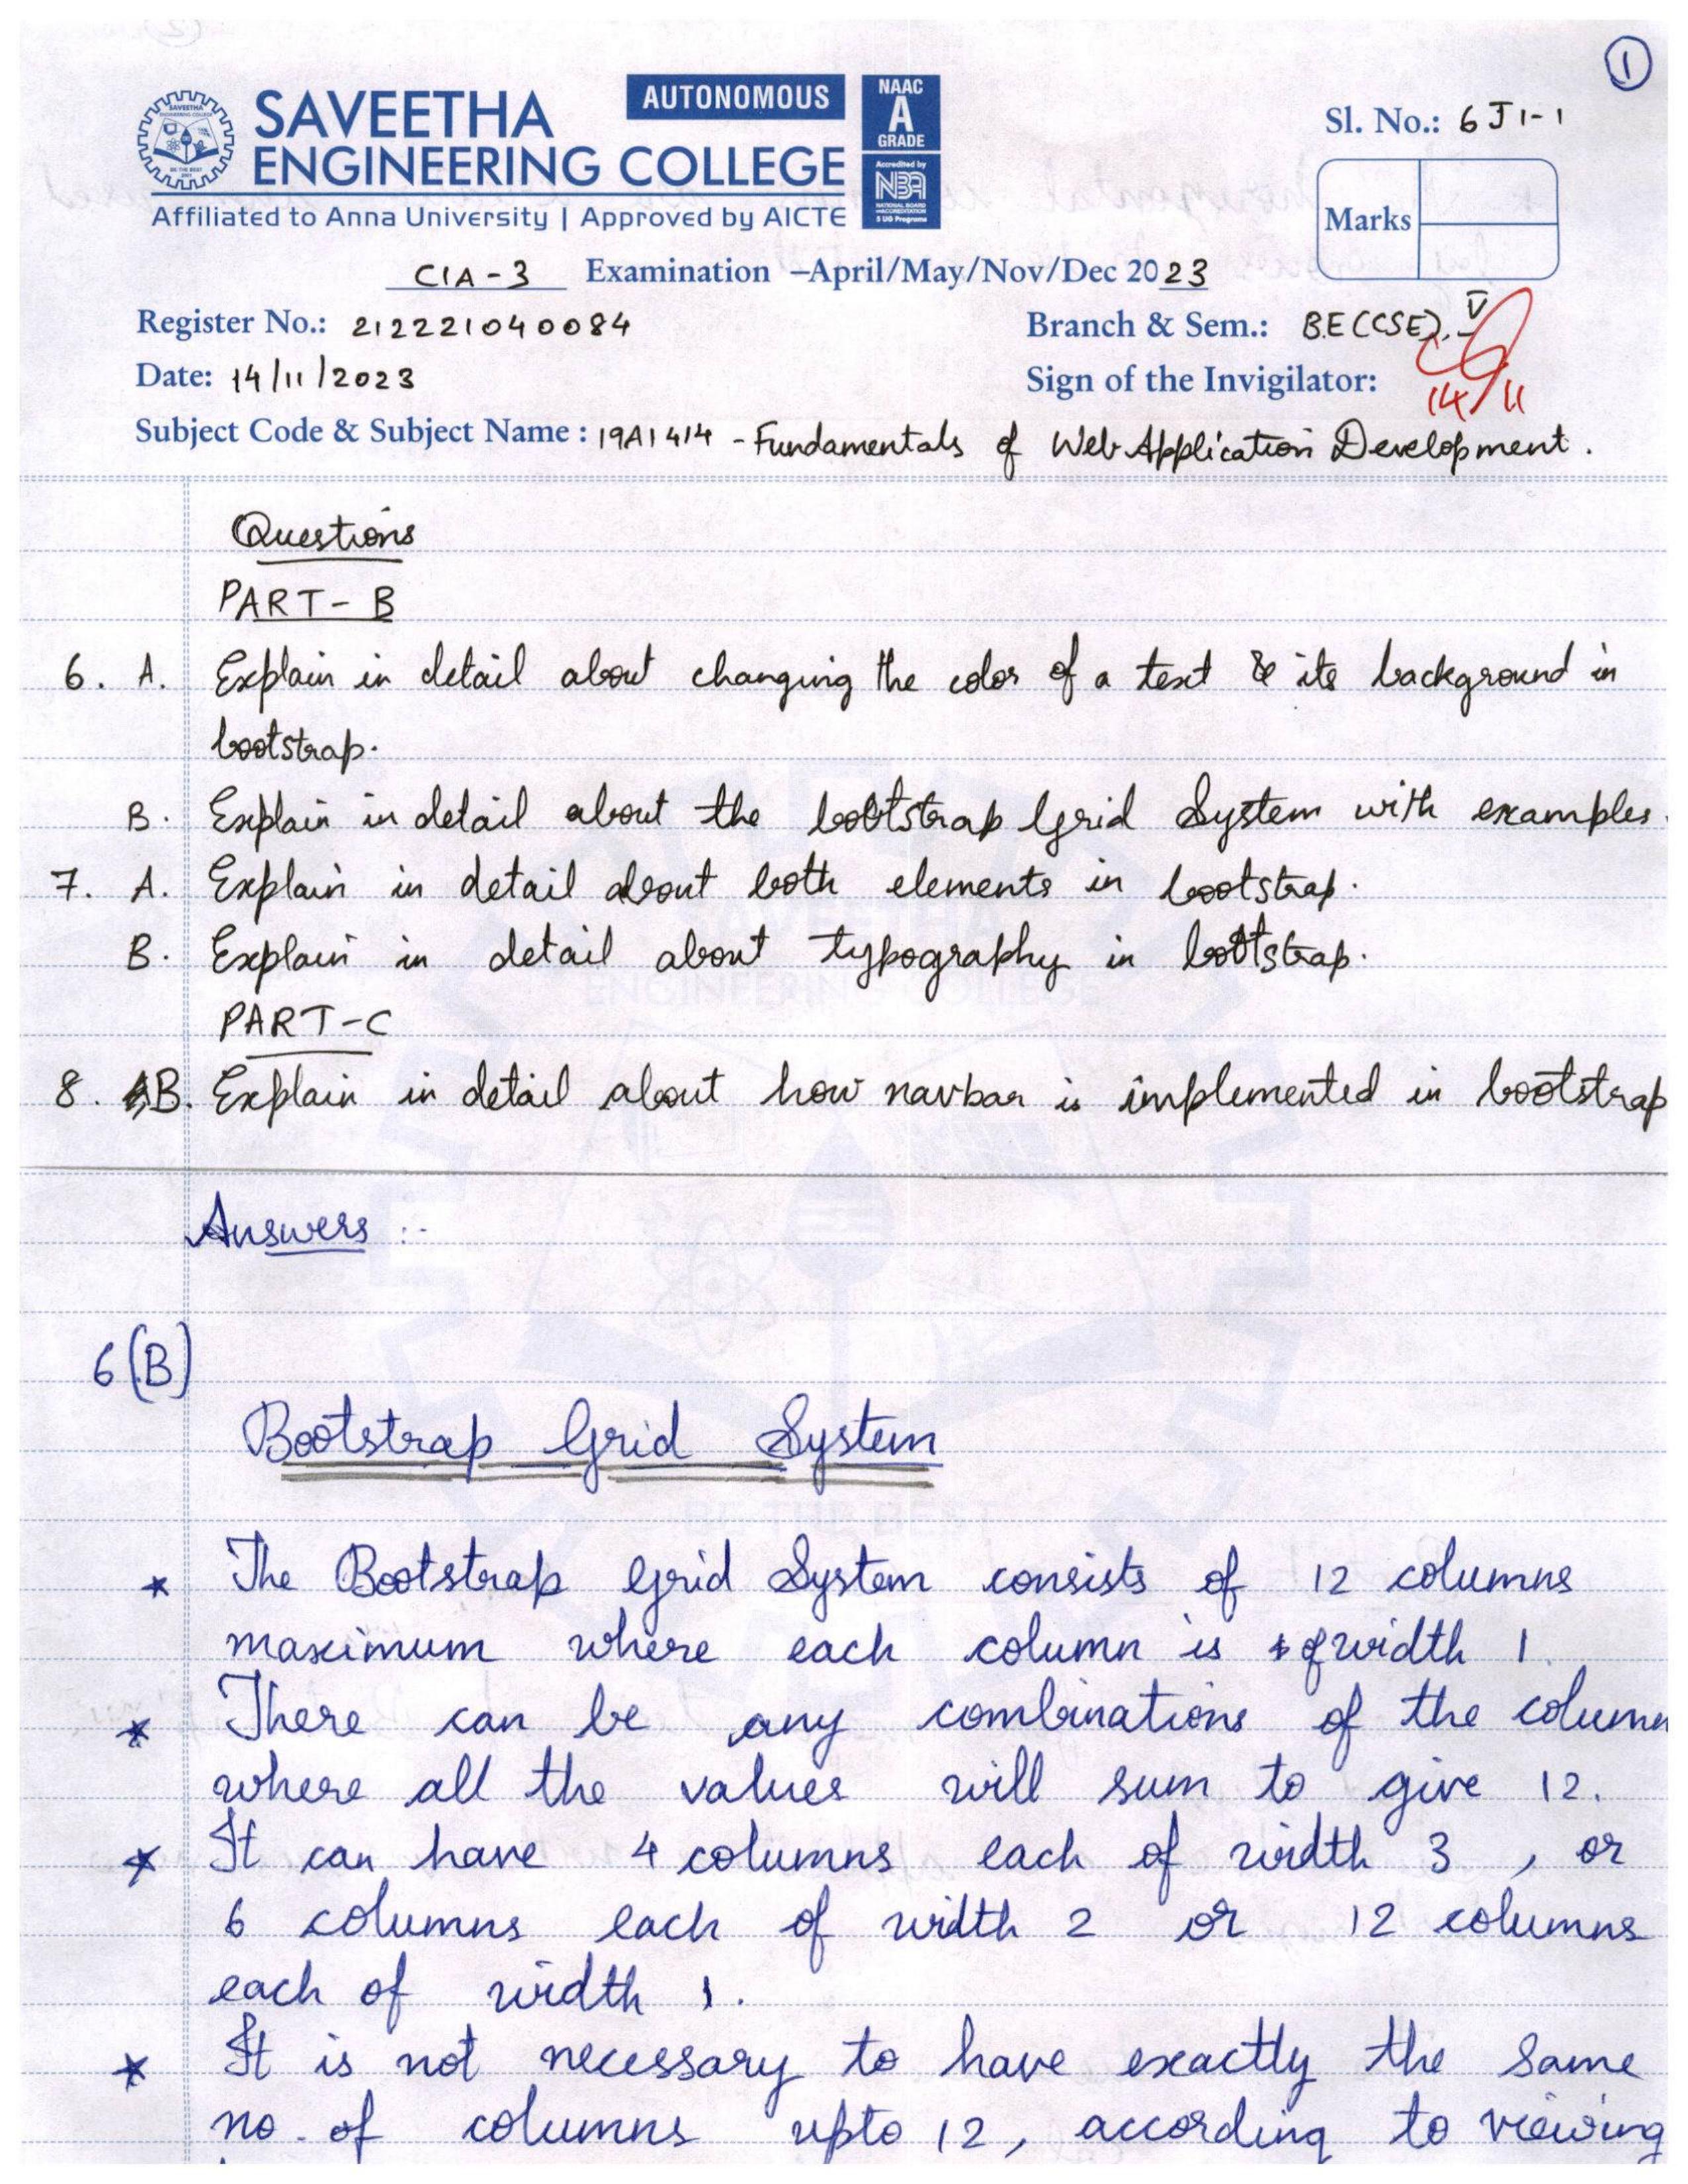 1
SAVEETHA
ENGINEERING COLLEGE
AUTONOMOUS
NAAC
A
GRADE
Accredited by
NBA
NATIONAL BOARD
of ACCREDITATION
5 UG Programs
SAVEETHA
ENGINEERING COLLEGE
BE THE BEST
Affiliated to Anna University | Approved by AICTE
Sl. No.: 6J1-1
Marks
CIA-3 Examination –April/May/Nov/Dec 2023
Register No.: 212221040084
Branch & Sem.: B.E(CSE), V
Date: 14/11/2023
Sign of the Invigilator:
14/11
Subject Code & Subject Name : 19AI414 - Fundamentals of Web Application Development.
Questions
PART-B
6. A. Explain in detail about changing the color of a text & its background in
bootstrap.
B. Explain in detail about the bootstrap Grid System with examples.
7. A. Explain in detail about both elements in bootstrap.
B. Explain in detail about typography in bootstrap.
PART-C
8. B. Explain in detail about how navbar is implemented in bootstrap
Answers :-
6(B)
Bootstrap Grid System
* The Bootstrap Grid System consists of 12 columns
maximum where each column is of width 1.
* There can be any combinations of the column
where all the values will sum to give 12.
* It can have 4 columns each of width 3 , or
6 columns each of width 2 or 12 columns
each of width 1.
* It is not necessary to have exactly the same
no. of columns upto 12, according to viewing